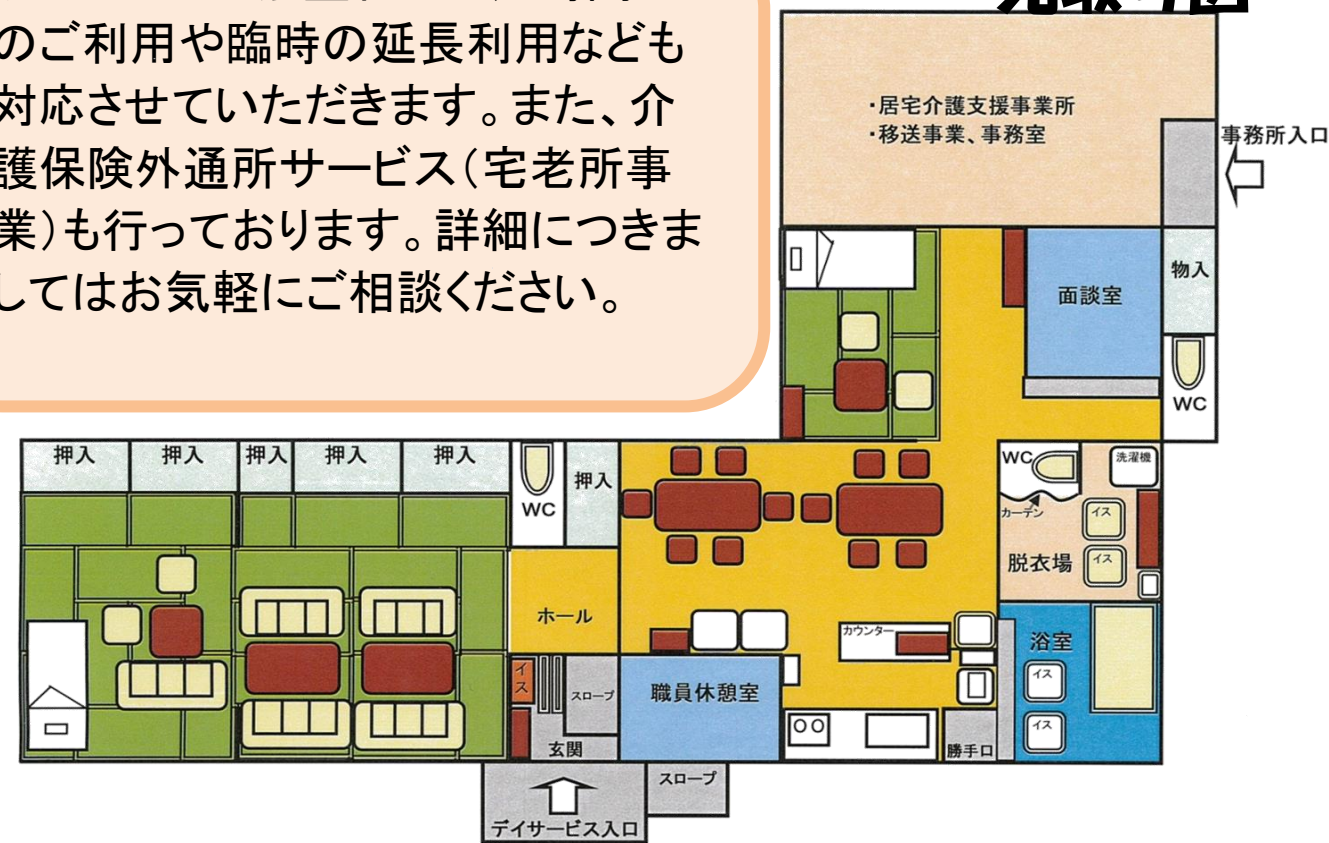 のご利用や臨時の延長利用なども
対応させていただきます。また、介
護保険外通所サービス(宅老所事
業)も行っております。詳細につきま
してはお気軽にご相談ください。
・居宅介護支援事業所
・移送事業、事務室
事務所入口
物入
面談室
WC
押入
押入
押入
押入
押入
WC
押入
WC
洗濯機
カーテン
イス
イス
脱衣場
ホール
カウンター
浴室
イス
イス
イス
スロープ
職員休憩室
玄関
勝手口
スロープ
デイサービス入口